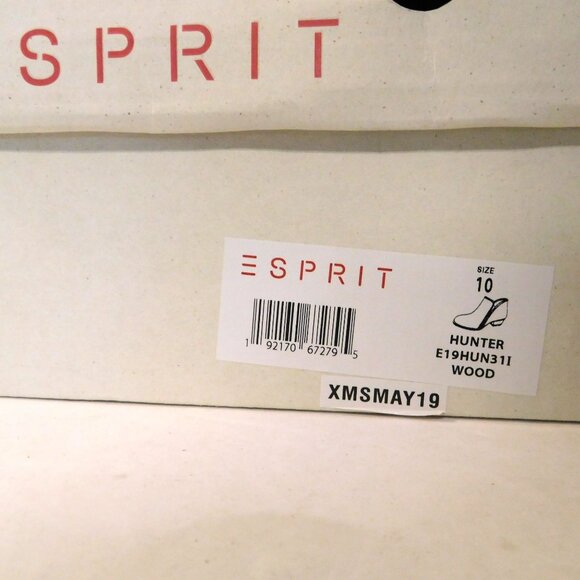 SPRIT
ESPRIT
SIZE
10
1 92170 67279 5
HUNTER
E19HUN31I
WOOD
XMSMAY19